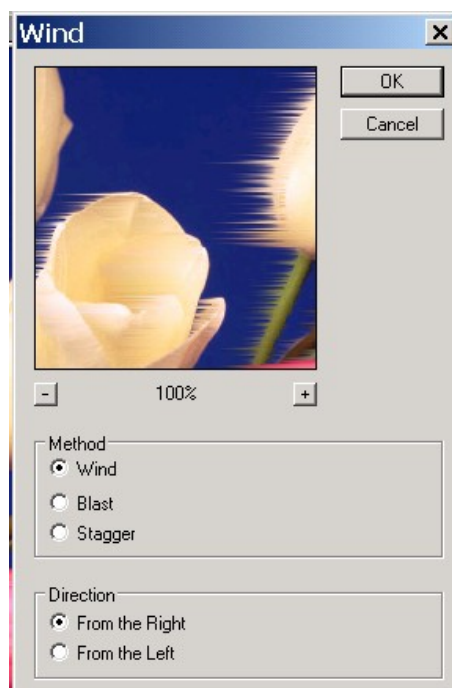 Wind
OK
Cancel
- 100% +
Method
Wind
Blast
Stagger
Direction
From the Right
From the Left